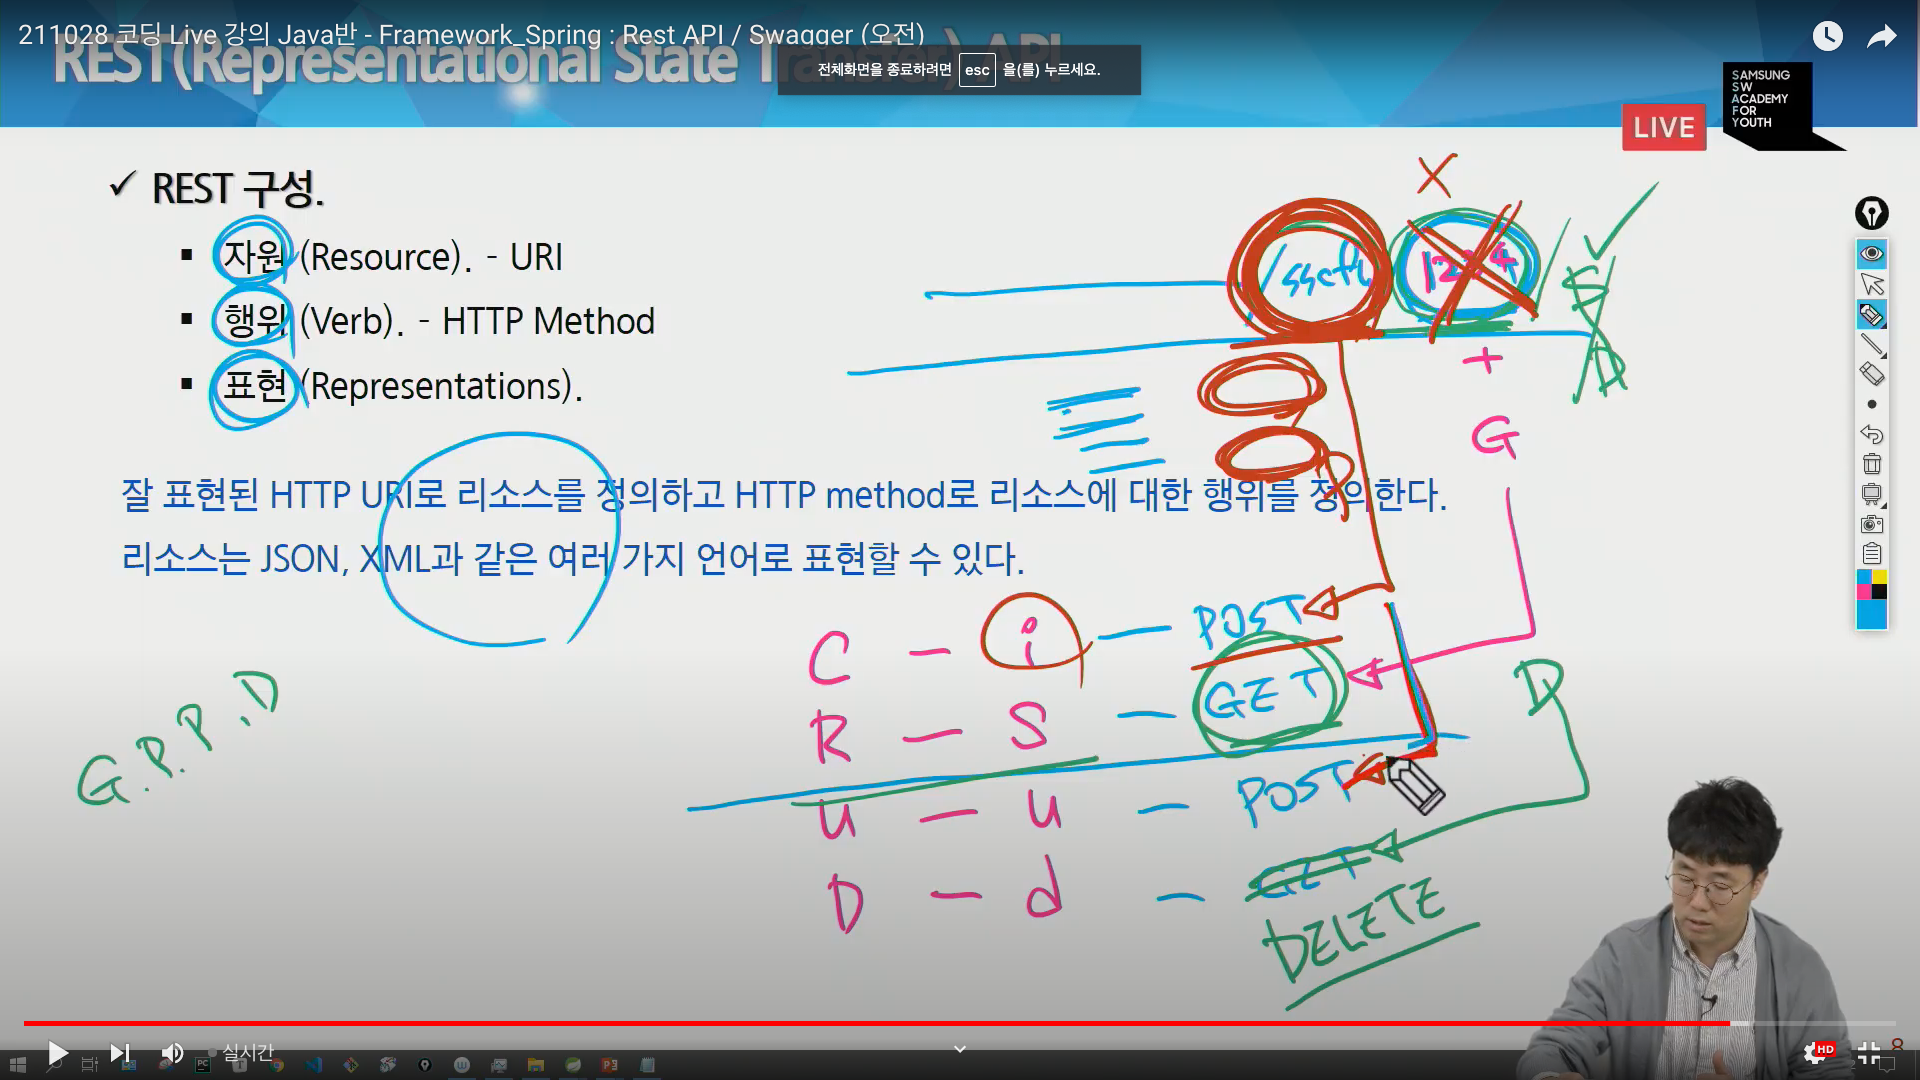 211028 코딩 Live 강의 Java반 - Framework_Spring : Rest API / Swagger (오전)
REST(Representational State Transfer) API
전체화면을 종료하려면 esc 을(를) 누르세요.
SAMSUNG
SW
ACADEMY
FOR
YOUTH
LIVE
✓ REST 구성.
▪ 자원 (Resource). - URI
▪ 행위 (Verb). - HTTP Method
▪ 표현 (Representations).
/ssafy 1234
X
+
G
잘 표현된 HTTP URI로 리소스를 정의하고 HTTP method로 리소스에 대한 행위를 정의한다.
리소스는 JSON, XML과 같은 여러 가지 언어로 표현할 수 있다.
C - i - POST
R - S - GET
U - u - POST
D - d - GET
DELETE
D
G.P.P.D
실시간
HD